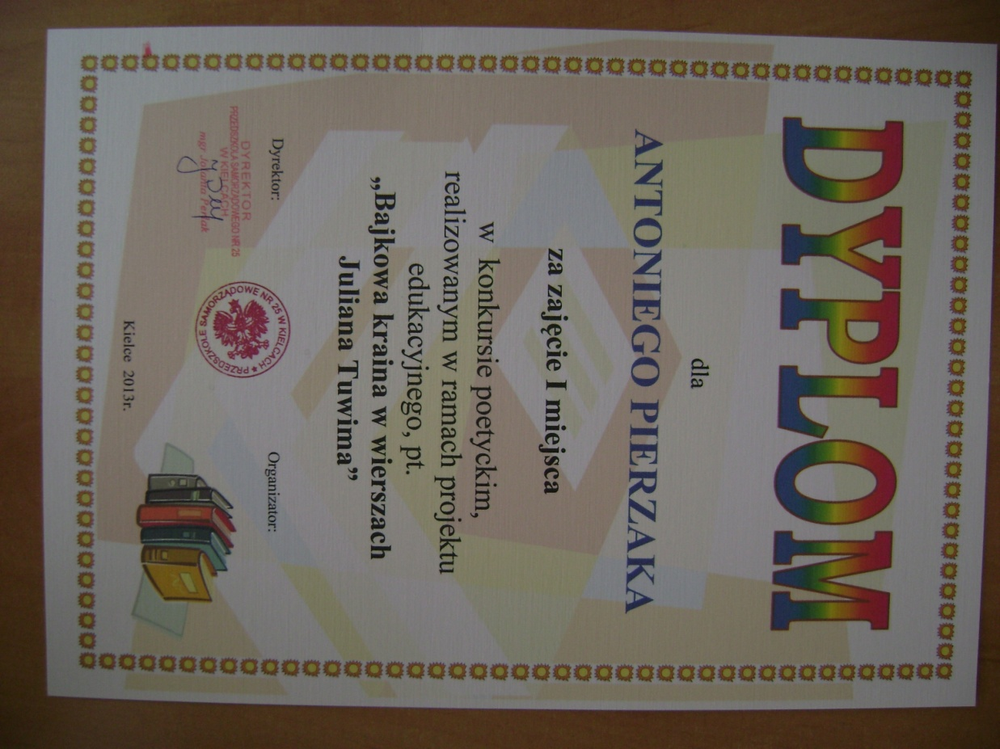 DYPLOM
dla
ANTONIEGO PIERZAKA
za zajęcie I miejsca
w konkursie poetyckim,
realizowanym w ramach projektu
edukacyjnego, pt.
„Bajkowa kraina w wierszach
Juliana Tuwima”
Dyrektor:
Organizator:
DYREKTOR
PRZEDSZKOLA SAMORZĄDOWEGO NR 25
W KIELCACH
mgr Jolanta
PRZEDSZKOLE SAMORZĄDOWE NR 25 W KIELCACH
Kielce 2013r.